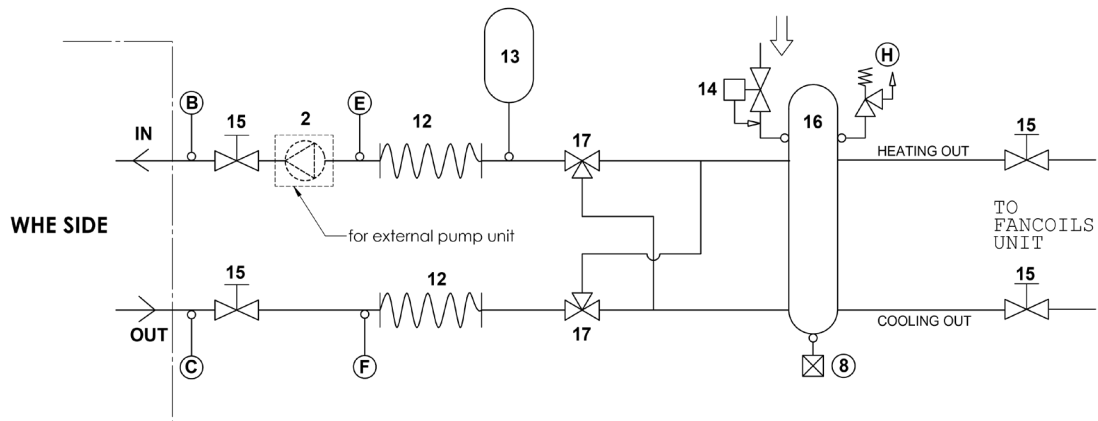 13
H
14
B
15
2
E
12
17
16
15
IN
HEATING OUT
WHE SIDE
for external pump unit
TO
FANCOILS
UNIT
15
12
15
OUT
17
COOLING OUT
C
F
8